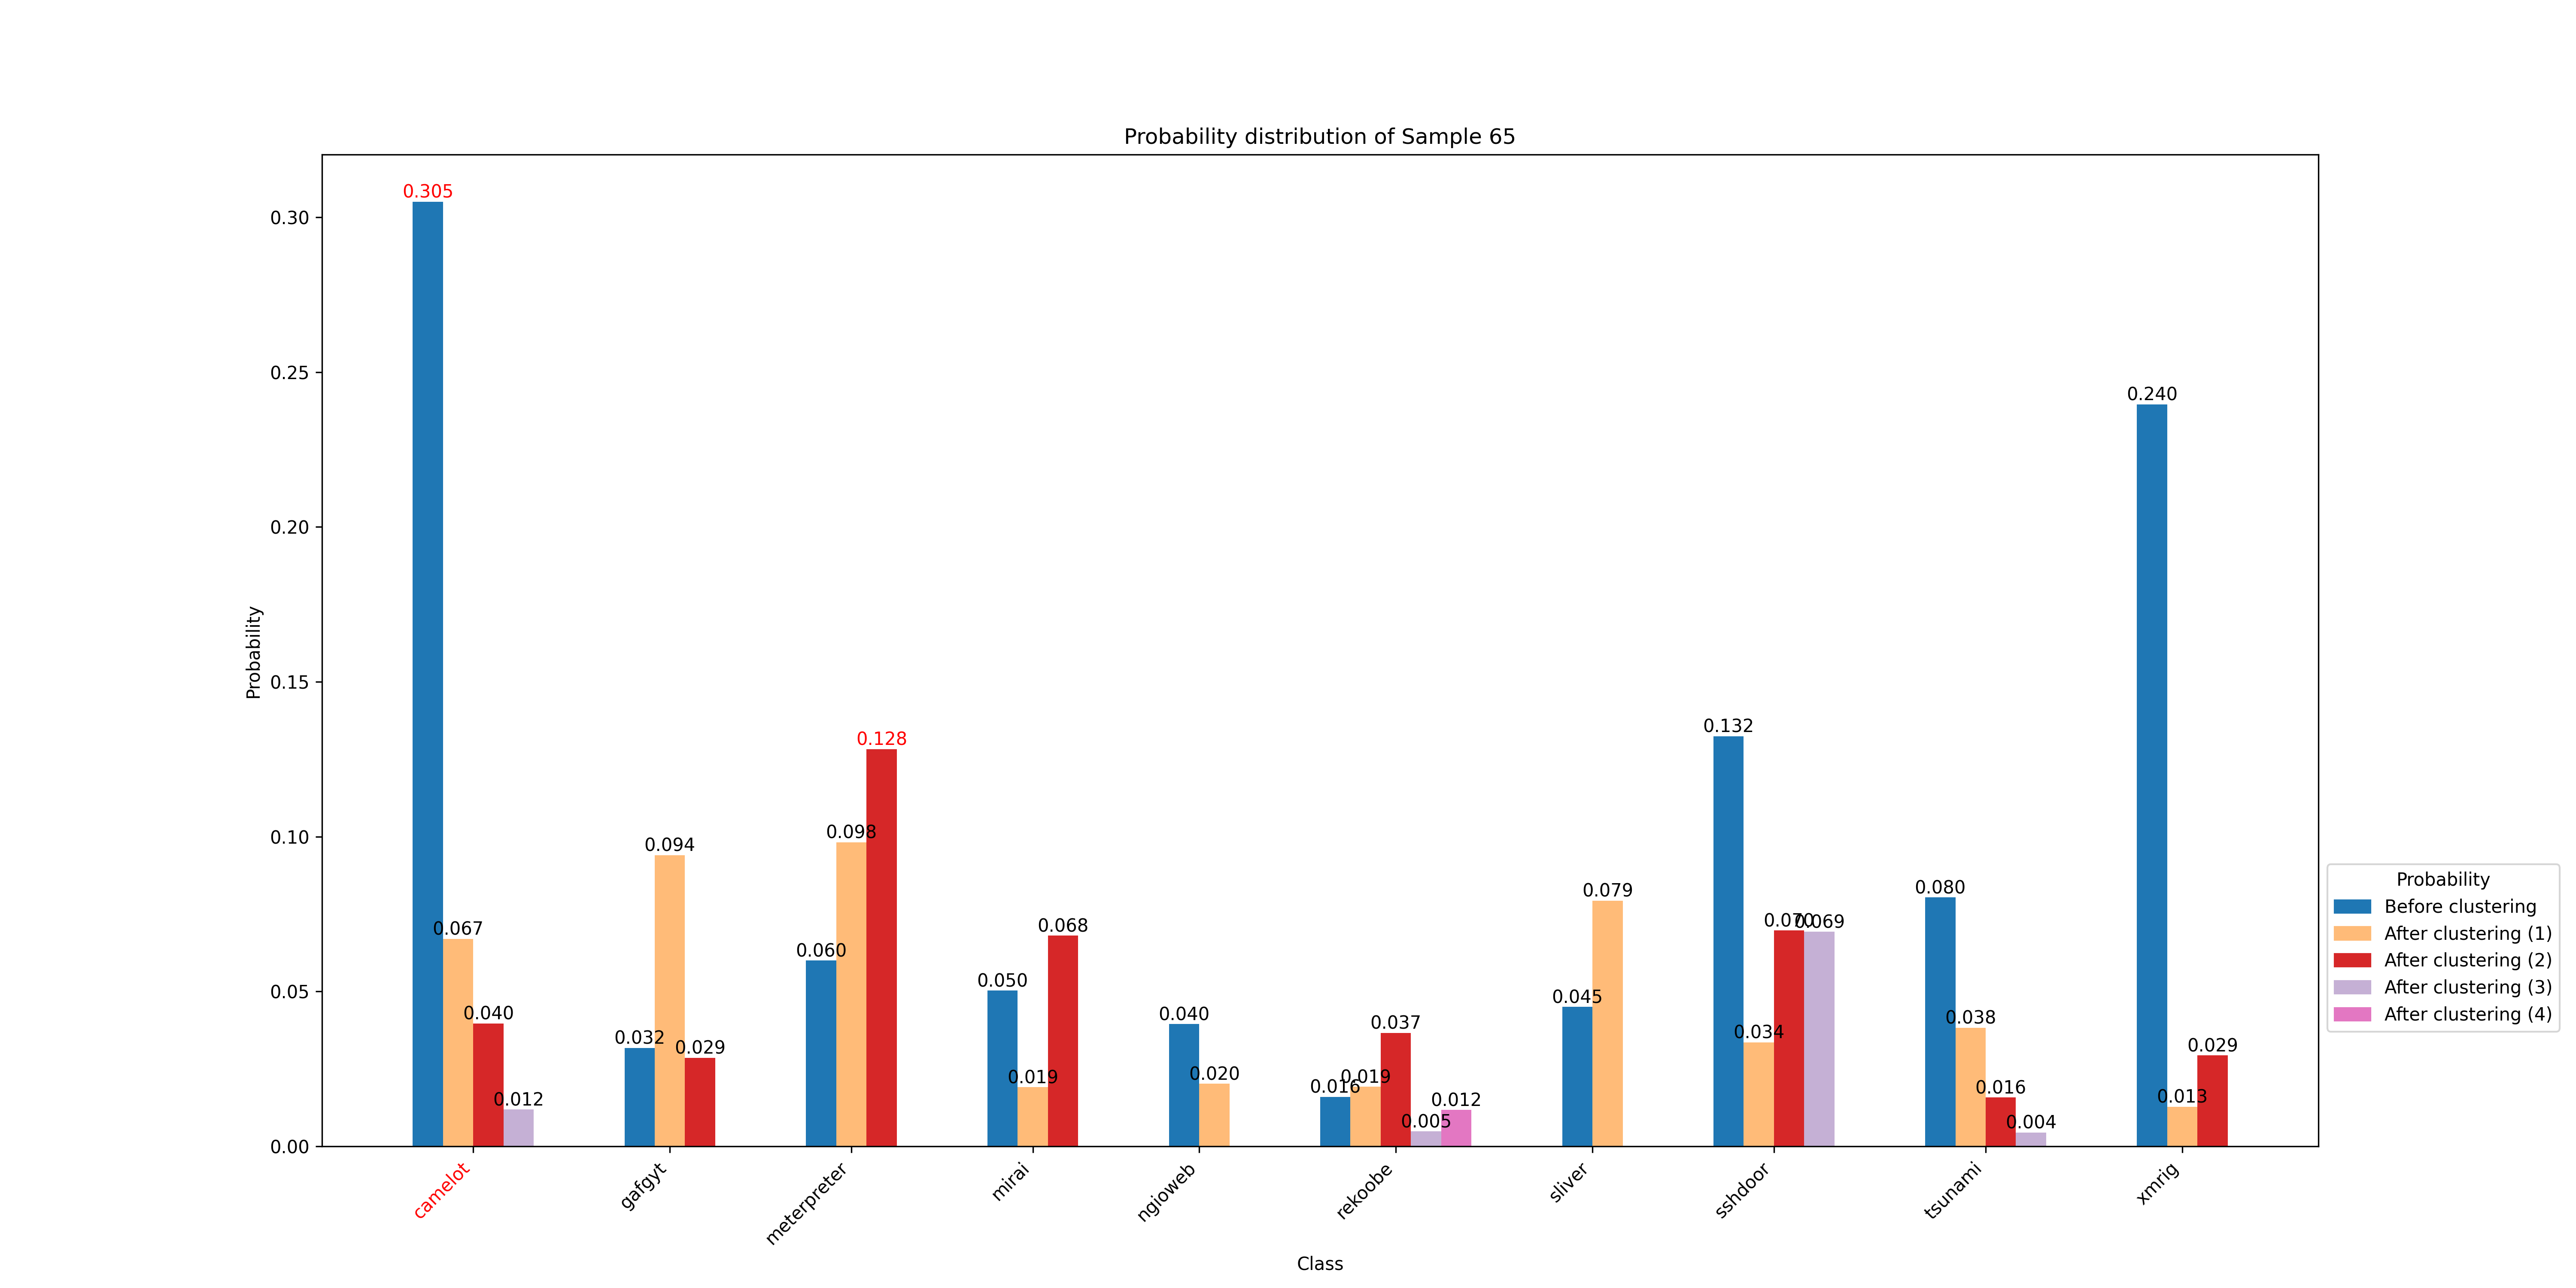 Probability distribution of Sample 65
0.305
0.067
0.040
0.012
0.032
0.094
0.029
0.060
0.098
0.128
0.050
0.019
0.068
0.040
0.020
0.016
0.019
0.037
0.005
0.012
0.045
0.079
0.132
0.034
0.070
0.069
0.080
0.038
0.016
0.004
0.240
0.013
0.029
0.30
0.25
0.20
0.15
0.10
0.05
0.00
Probability
camelot
gafgyt
meterpreter
mirai
ngioweb
rekoobe
sliver
sshdoor
tsunami
xmrig
Class
Probability
Before clustering
After clustering (1)
After clustering (2)
After clustering (3)
After clustering (4)